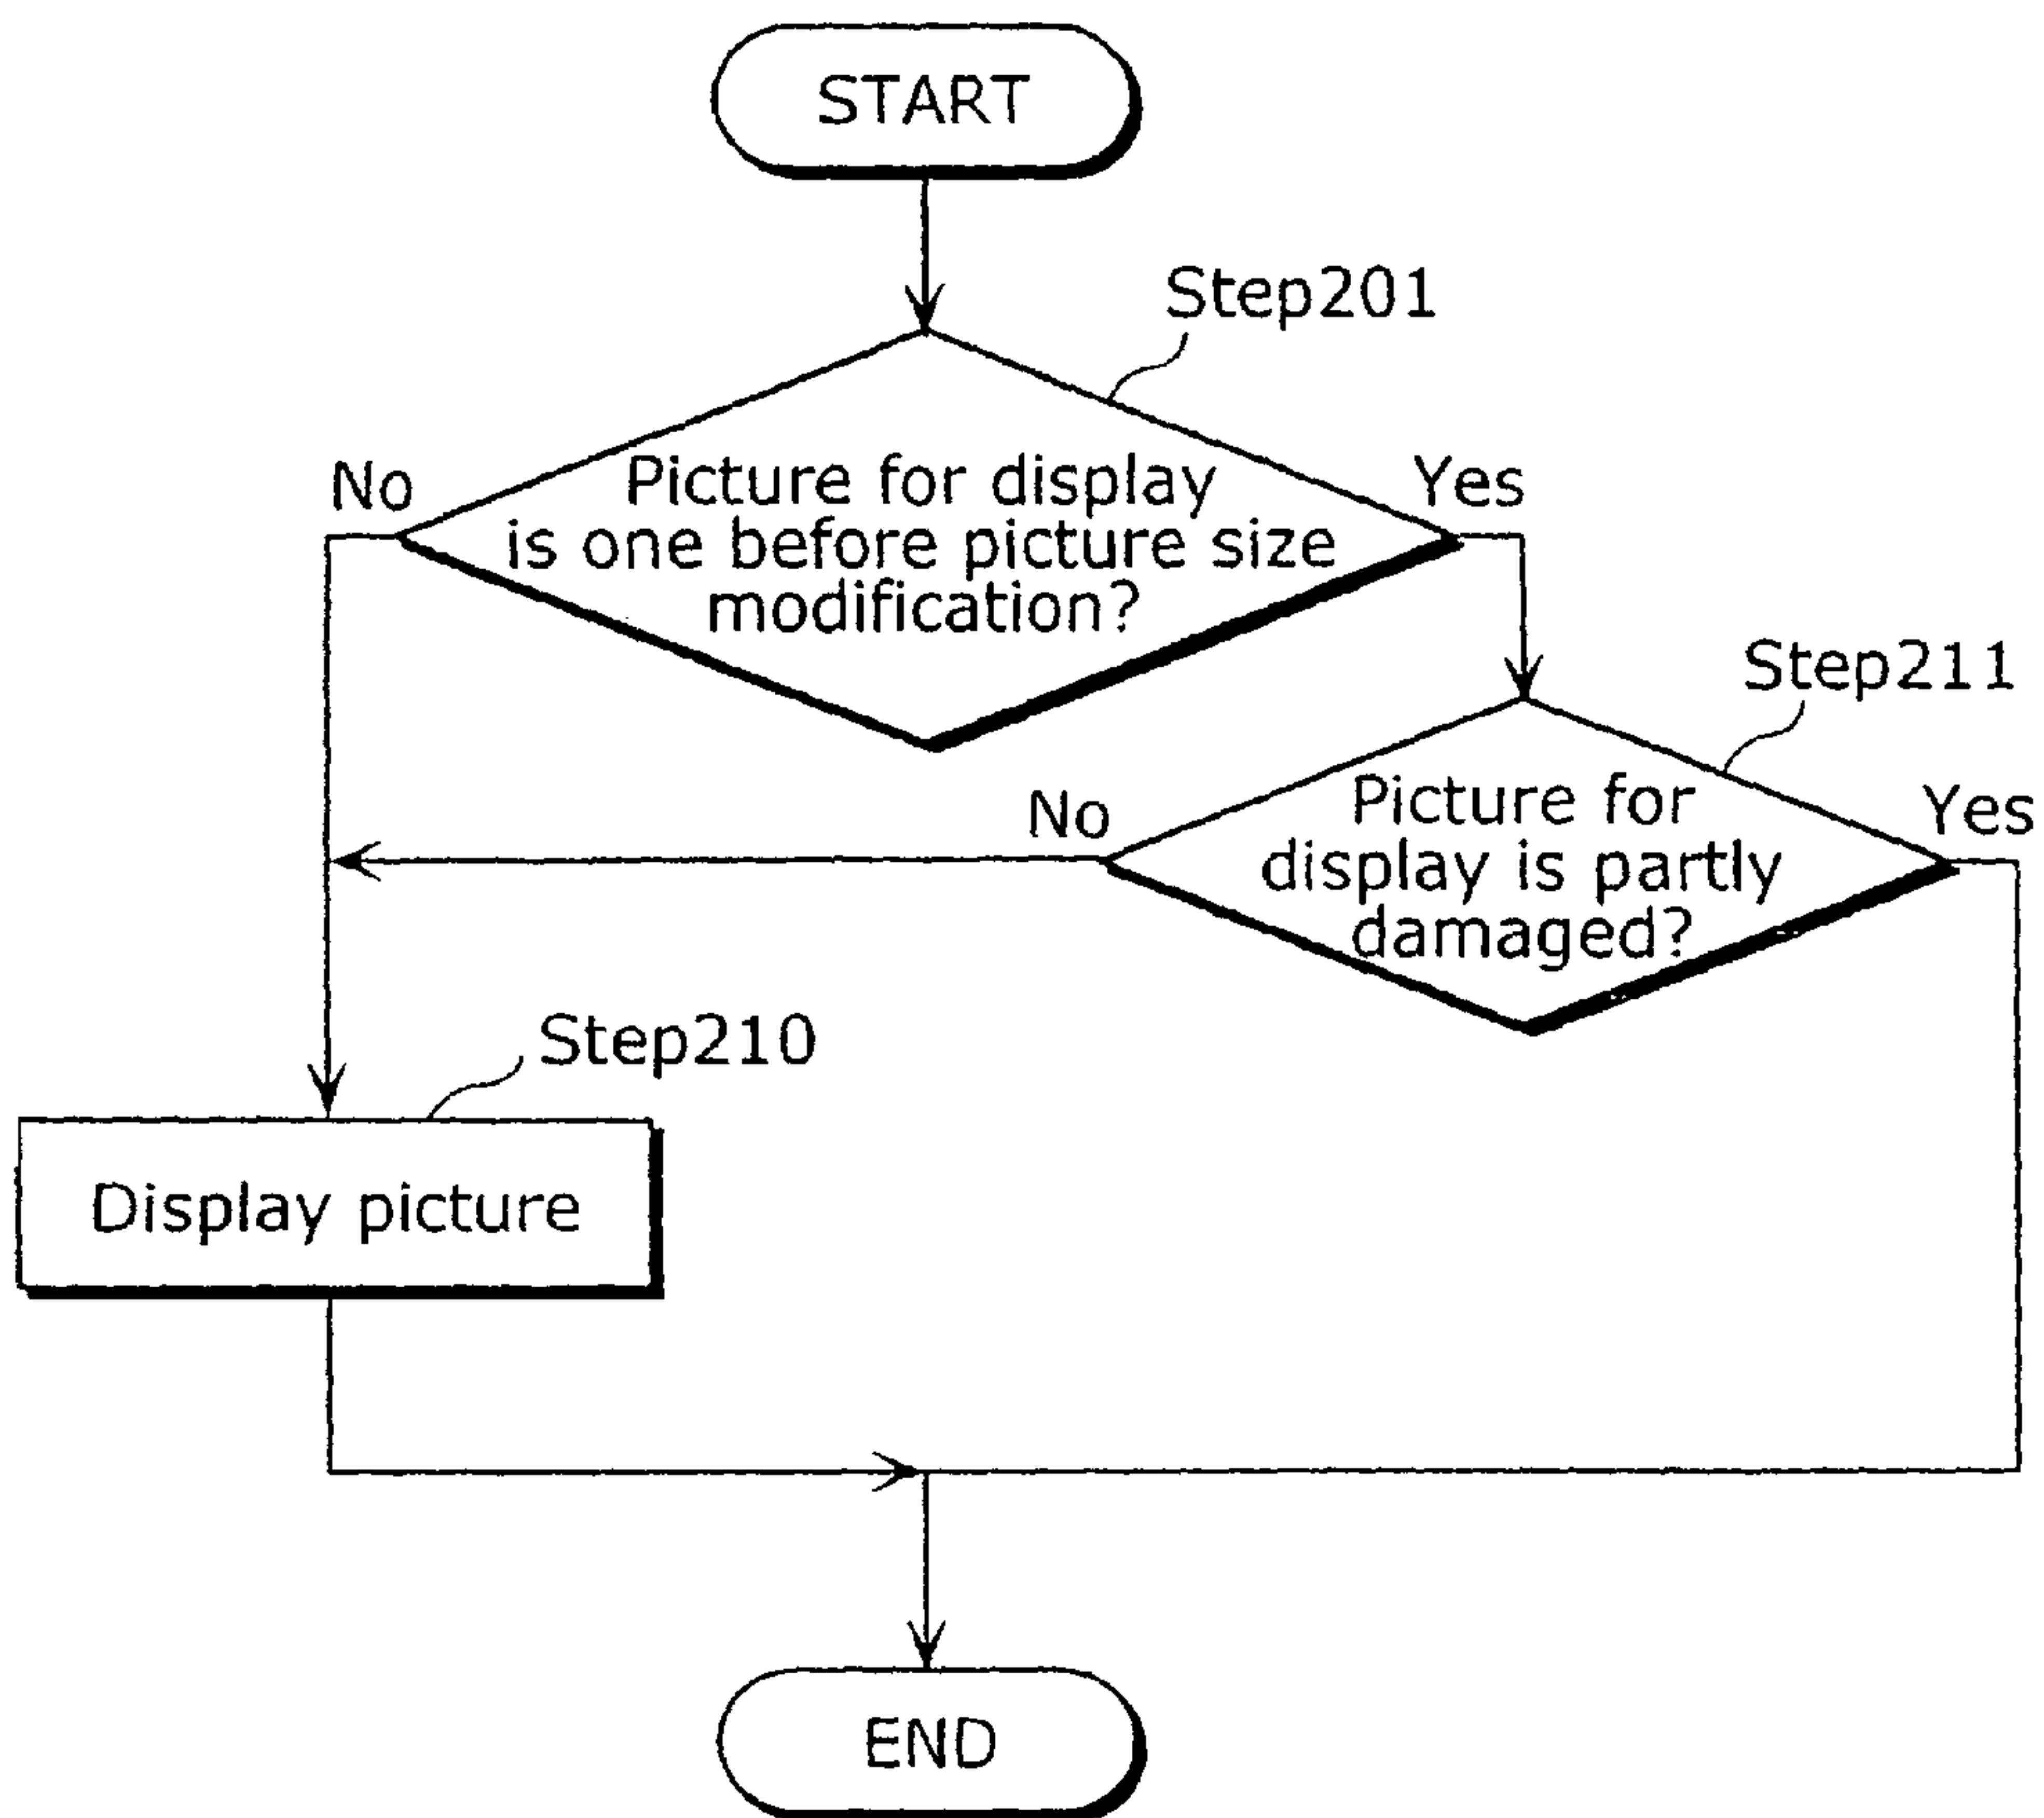 START
Step201
No
Yes
Picture for display
is one before picture size
modification?
Step211
No
Yes
Picture for
display is partly
damaged?
Step210
Display picture
END